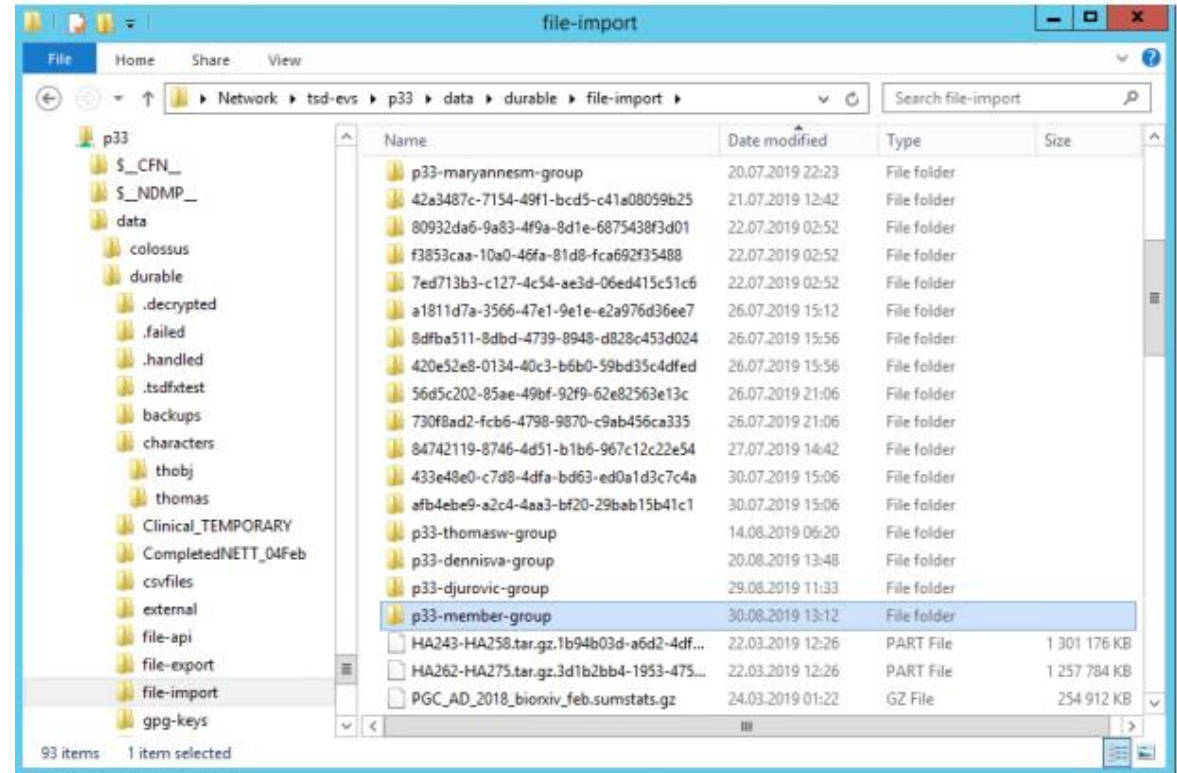 file-import
File Home Share View
Network tsd-evs p33 data durable file-import Search file-import
p33
$_CFN_
$_NDMP_
data
colossus
durable
.decrypted
.failed
.handled
.tsdfxtest
backups
characters
thobj
thomas
Clinical_TEMPORARY
CompletedNETT_04Feb
csvfiles
external
file-api
file-export
file-import
gpg-keys
Name Date modified Type Size
p33-maryannesm-group 20.07.2019 22:23 File folder
42a3487c-7154-49f1-bcd5-c41a08059b25 21.07.2019 12:42 File folder
80932da6-9a83-4f9a-8d1e-6875438f3d01 22.07.2019 02:52 File folder
f3853caa-10a0-46fa-81d8-fca692f35488 22.07.2019 02:52 File folder
7ed713b3-c127-4c54-ae3d-06ed415c51c6 22.07.2019 02:52 File folder
a1811d7a-3566-47e1-9e1e-e2a976d36ee7 26.07.2019 15:12 File folder
8dfba511-8dbd-4739-8948-d828c453d024 26.07.2019 15:56 File folder
420e52e8-0134-40c3-b6b0-59bd35c4dfed 26.07.2019 15:56 File folder
56d5c202-85ae-49bf-92f9-62e82563e13c 26.07.2019 21:06 File folder
730f8ad2-fcb6-4798-9870-c9ab456ca335 26.07.2019 21:06 File folder
84742119-8746-4d51-b1b6-967c12c22e54 27.07.2019 14:42 File folder
433e48e0-c7d8-4dfa-bd63-ed0a1d3c7c4a 30.07.2019 15:06 File folder
afb4ebe9-a2c4-4aa3-bf20-29bab15b41c1 30.07.2019 15:06 File folder
p33-thomasw-group 14.08.2019 06:20 File folder
p33-dennisva-group 20.08.2019 13:48 File folder
p33-djurovic-group 29.08.2019 11:33 File folder
p33-member-group 30.08.2019 13:12 File folder
HA243-HA258.tar.gz.1b94b03d-a6d2-4df... 22.03.2019 12:26 PART File 1 301 176 KB
HA262-HA275.tar.gz.3d1b2bb4-1953-475... 22.03.2019 12:26 PART File 1 257 784 KB
PGC_AD_2018_biorxiv_feb.sumstats.gz 24.03.2019 01:22 GZ File 254 912 KB
93 items 1 item selected